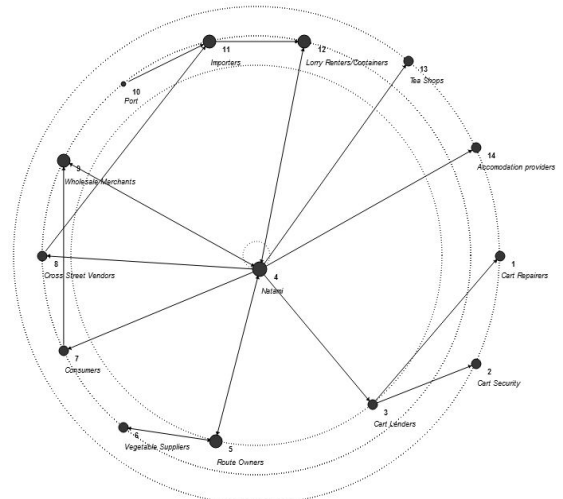 11
Importers
12
Lorry Renters/Containers
13
Tea Shops
10
Port
14
Accomodation providers
9
Wholesale Merchants
8
Cross Street Vendors
4
Natami
1
Cart Repairers
7
Consumers
2
Cart Security
3
Cart Lenders
6
Vegetable Suppliers
5
Route Owners